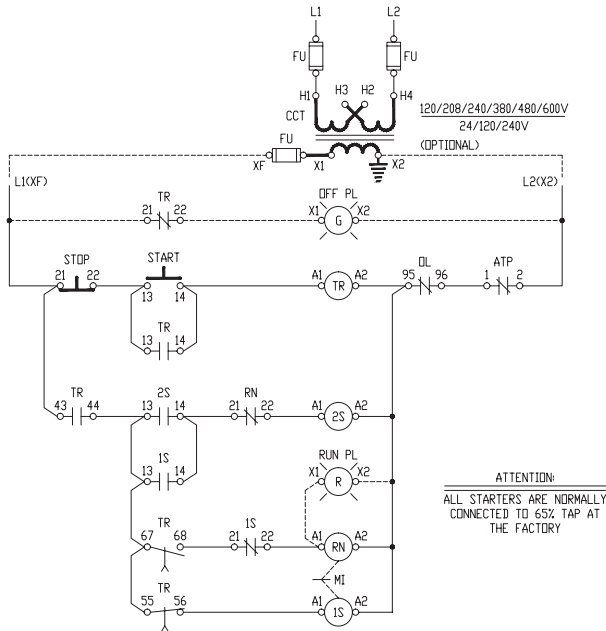 L1 L2
FU FU
H1 H3 H2 H4
CCT
120/208/240/380/480/600V
24/120/240V
(OPTIONAL)
FU
XF X1 X2
L1(XF) L2(X2)
TR OFF PL
21 22 X1 G X2
STOP START OL ATP
21 22 13 14 A1 TR A2 95 96 1 2
TR
13 14
TR 2S RN
43 44 13 14 21 22 A1 2S A2
1S
13 14
RUN PL
X1 R X2
ATTENTION:
ALL STARTERS ARE NORMALLY
CONNECTED TO 65% TAP AT
THE FACTORY
TR 1S
67 68 21 22 A1 RN A2
MI
TR
55 56 A1 1S A2